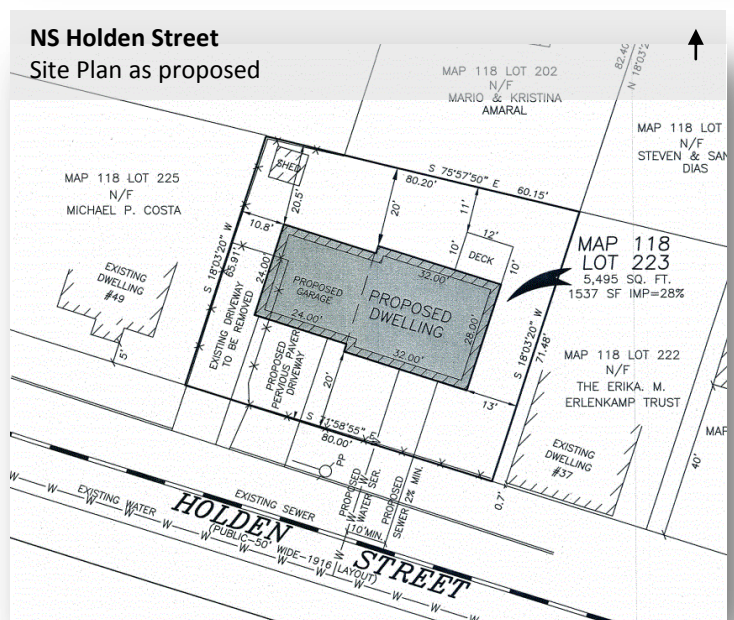 NS Holden Street
Site Plan as proposed
MAP 118 LOT 202
N/F
MARIO & KRISTINA
AMARAL
MAP 118 LOT
N/F
STEVEN &
DIAS
MAP 118 LOT 225
N/F
MICHAEL P. COSTA
EXISTING
DWELLING
#49
5'
SHED
S 75°57'50" E
80.20'
60.15'
20.5'
20'
11'
10.8'
12'
10'
DECK
10'
S 18°03'20" W
65.91'
24.00'
32.00'
PROPOSED
GARAGE
PROPOSED
DWELLING
24.00'
32.00'
28.00'
MAP 118
LOT 223
5,495 SQ. FT.
1537 SF IMP=28%
S 18°03'20" W
71.48'
EXISTING DRIVEWAY
TO BE REMOVED
PROPOSED
PERVIOUS PAVER
DRIVEWAY
20'
13'
S 71°58'55" E
80.00'
MAP 118 LOT 222
N/F
THE ERIKA. M.
ERLENKAMP TRUST
EXISTING
DWELLING
#37
0.7'
40'
MAP
PP
PROPOSED
WATER SER.
PROPOSED
SEWER 2% MIN.
10'MIN.
EXISTING WATER
EXISTING SEWER
HOLDEN STREET
(PUBLIC-50' WIDE-1916 LAYOUT)
W W W W W W